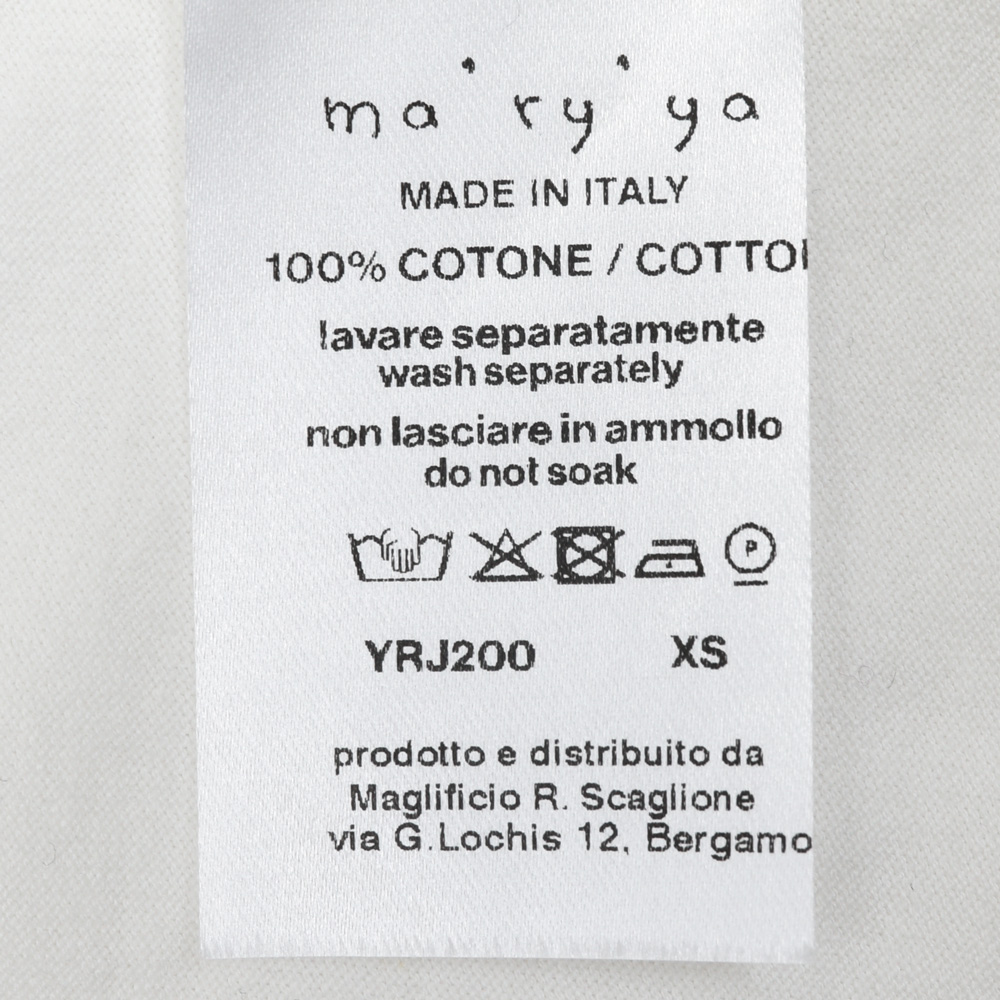 ma'ry'ya
MADE IN ITALY
100% COTONE / COTTO
lavare separatamente
wash separately
non lasciare in ammollo
do not soak
P
YRJ200 XS
prodotto e distribuito da
Maglificio R. Scaglione
via G.Lochis 12, Bergamo